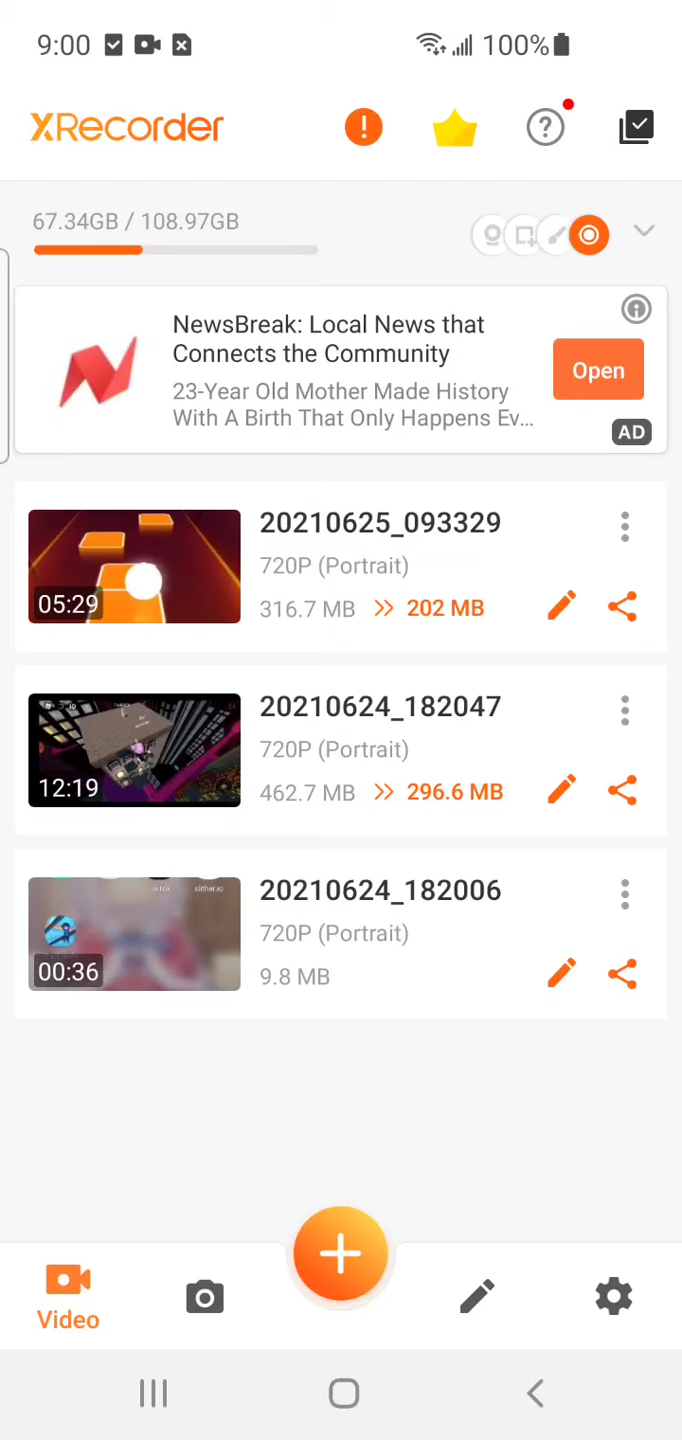 9:00 100%
XRecorder
67.34GB / 108.97GB
NewsBreak: Local News that
Connects the Community
Open
23-Year Old Mother Made History
With A Birth That Only Happens Ev...
AD
20210625_093329
720P (Portrait)
05:29
316.7 MB >> 202 MB
20210624_182047
720P (Portrait)
12:19
462.7 MB >> 296.6 MB
slither.io
20210624_182006
720P (Portrait)
00:36
9.8 MB
Video